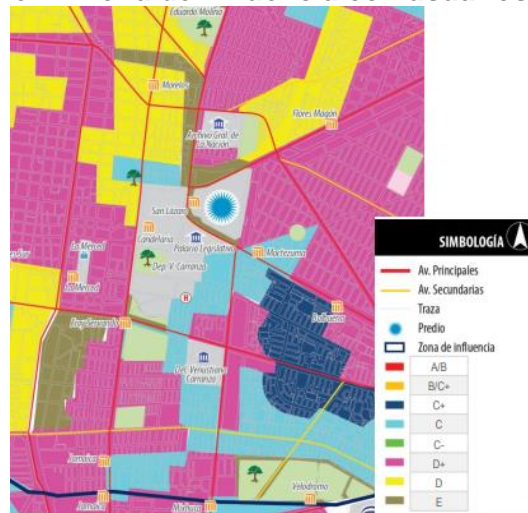 Eduardo Molina
Morelos
Flores Magón
Archivo Gral. de
La Nación
San Lázaro
Candelaria
Palacio Legislativo
Moctezuma
La Merced
Dep. V. Carranza
La Merced
Balbuena
Fray Servando
Del. Venustiano
Carranza
Jamaica
Jamaica
Mixhuca
Velodromo
SIMBOLOGÍA
Av. Principales
Av. Secundarias
Traza
Predio
Zona de influencia
A/B
B/C+
C+
C
C-
D+
D
E